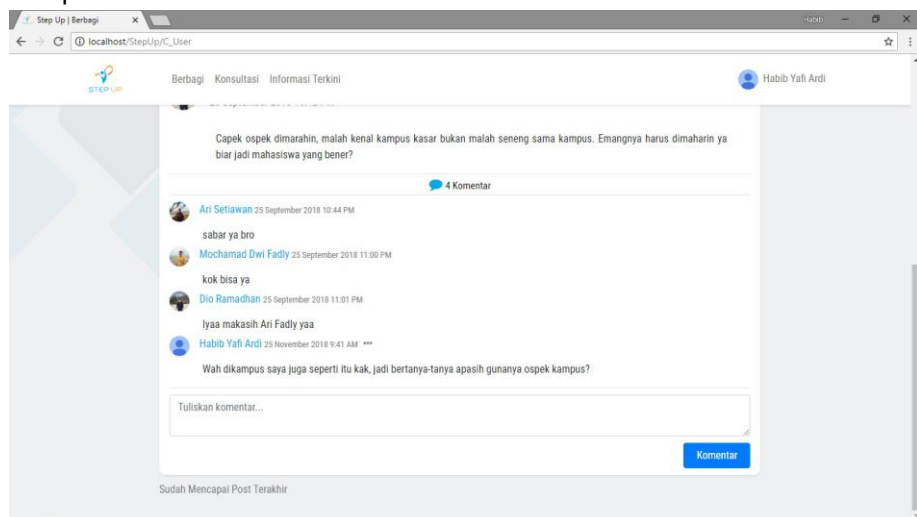 Step Up | Berbagi
Habib
localhost/StepUp/C_User
STEP UP
Berbagi Konsultasi Informasi Terkini
Habib Yafi Ardi
Capek ospek dimarahin, malah kenal kampus kasar bukan malah seneng sama kampus. Emangnya harus dimaharin ya
biar jadi mahasiswa yang bener?
4 Komentar
Ari Setiawan 25 September 2018 10:44 PM
sabar ya bro
Mochamad Dwi Fadly 25 September 2018 11:00 PM
kok bisa ya
Dio Ramadhan 25 September 2018 11:01 PM
Iyaa makasih Ari Fadly yaa
Habib Yafi Ardi 25 November 2018 9:41 AM •••
Wah dikampus saya juga seperti itu kak, jadi bertanya-tanya apasih gunanya ospek kampus?
Tuliskan komentar...
Komentar
Sudah Mencapai Post Terakhir